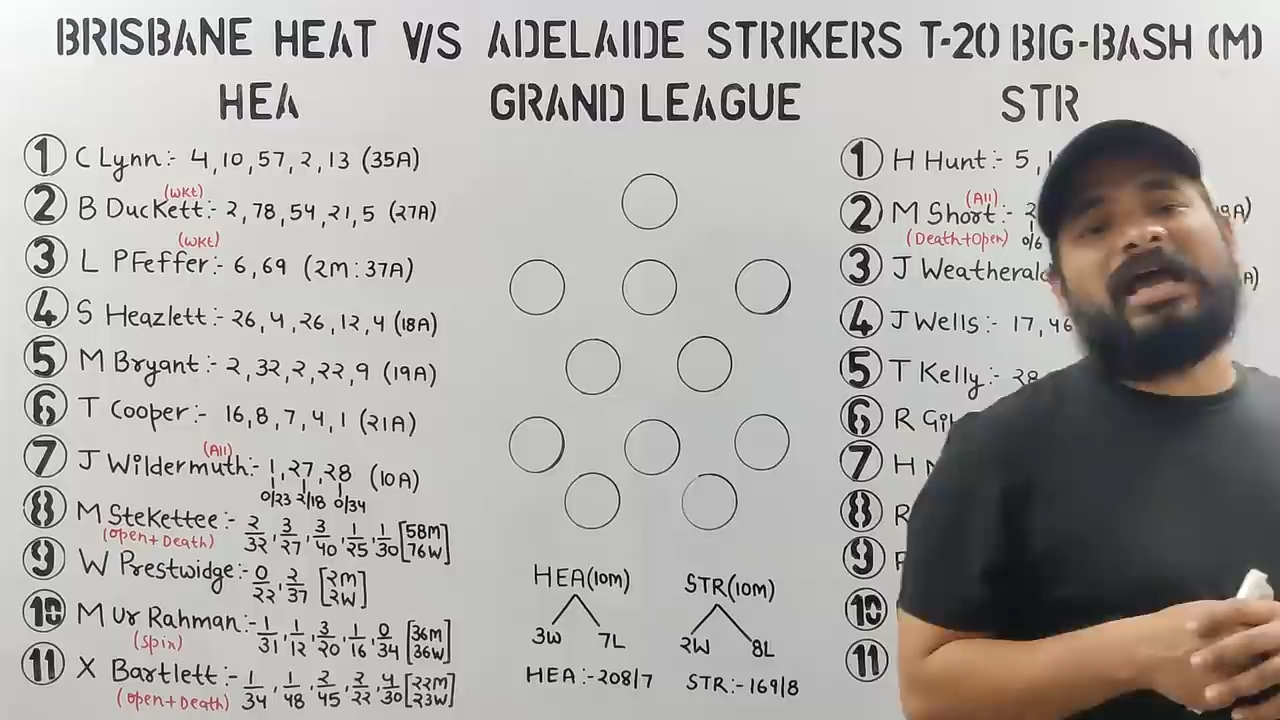 BRISBANE HEAT V/S ADELAIDE STRIKERS T-20 BIG-BASH (M)
HEA
1 C Lynn:- 4, 10, 57, 2, 13 (35A)
(WKt)
2 B Duckett:- 2, 78, 54, 21, 5 (27A)
(WKt)
3 L PFeffer:- 6, 69 (2m: 37A)
4 S Heazlett:- 26, 4, 26, 12, 4 (18A)
5 M Bryant:- 2, 32, 2, 22, 9 (19A)
6 T Cooper:- 16, 8, 7, 4, 1 (21A)
(All)
7 J Wildermuth:- 1, 27, 28 (10A)
0/23 2/18 0/34
8 M SteKettee:- 2/32, 3/27, 3/40, 1/25, 1/30 [58M 76W]
(open+Death)
9 W Prestwidge:- 0/22, 2/37 [2M 2W]
10 M Ur Rahman:- 1/31, 1/12, 3/20, 1/16, 0/34 [36M 36W]
(spin)
11 X Bartlett:- 1/34, 1/48, 2/45, 2/22, 4/30 [22M 23W]
(open+Death)
GRAND LEAGUE
HEA(10m)
3W 7L
HEA:-208/7
STR(10m)
2W 8L
STR:-169/8
STR
1 H Hunt:- 5,
(All)
2 M Short:-
(Death+Open) 0/6
3 J Weatherald
4 J Wells:- 17, 46
5 T Kelly:- 28
6 R
7 H
8 R
9
10
11